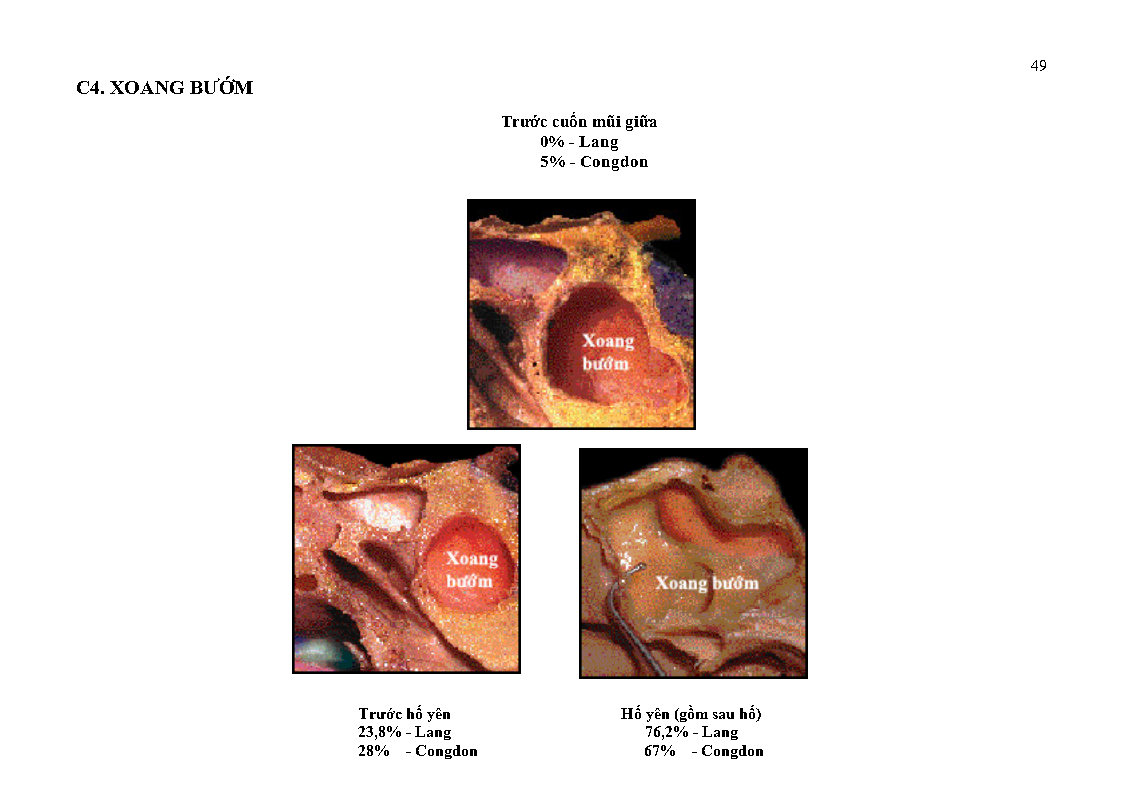 49
C4. XOANG BƯỚM
Trước cuốn mũi giữa
0% - Lang
5% - Congdon
Xoang
bướm
Xoang
bướm
Xoang bướm
Trước hố yên
23,8% - Lang
28% - Congdon
Hố yên (gồm sau hố)
76,2% - Lang
67% - Congdon